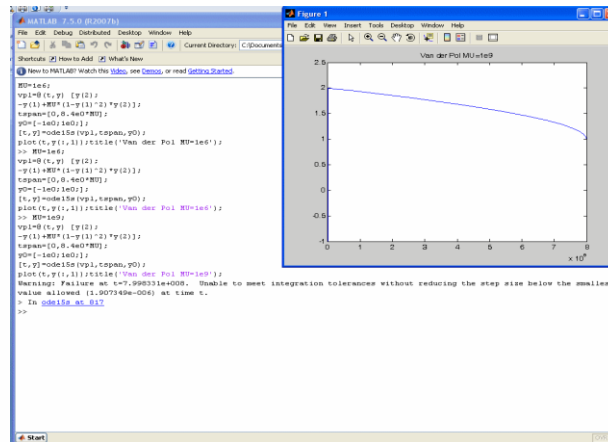 MATLAB 7.5.0 (R2007b)
File Edit Debug Distributed Desktop Window Help
Current Directory: C:\Documents
Shortcuts How to Add What's New
New to MATLAB? Watch this Video, see Demos, or read Getting Started.
MU=1e6;
vpl=@(t,y) [y(2);
-y(1)+MU*(1-y(1)^2)*y(2)];
tspan=[0,8.4e0*MU];
y0=[-1e0;1e0;];
[t,y]=ode15s(vpl,tspan,y0);
plot(t,y(:,1));title('Van der Pol MU=1e6');
>> MU=1e6;
vpl=@(t,y) [y(2);
-y(1)+MU*(1-y(1)^2)*y(2)];
tspan=[0,8.4e0*MU];
y0=[-1e0;1e0;];
[t,y]=ode15s(vpl,tspan,y0);
plot(t,y(:,1));title('Van der Pol MU=1e6');
>> MU=1e9;
vpl=@(t,y) [y(2);
-y(1)+MU*(1-y(1)^2)*y(2)];
tspan=[0,8.4e0*MU];
y0=[-1e0;1e0;];
[t,y]=ode15s(vpl,tspan,y0);
plot(t,y(:,1));title('Van der Pol MU=1e9');
Warning: Failure at t=7.998331e+008. Unable to meet integration tolerances without reducing the step size below the smalles
value allowed (1.907349e-006) at time t.
> In ode15s at 817
>>
Start
Figure 1
File Edit View Insert Tools Desktop Window Help
Van der Pol MU=1e9
2.5
2
1.5
1
0.5
0
-0.5
-1
0 1 2 3 4 5 6 7 8